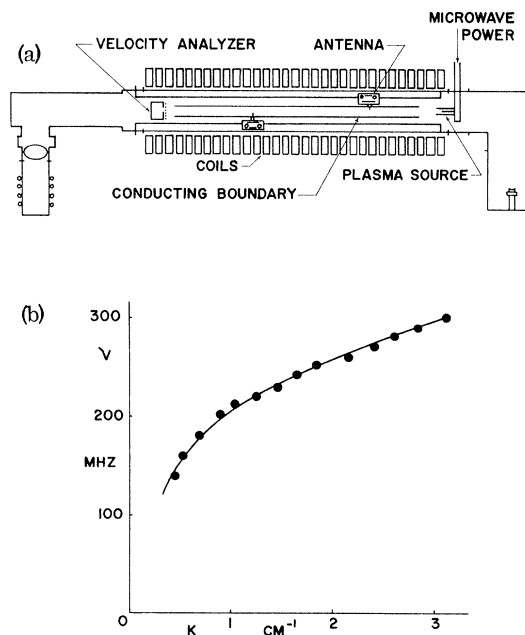 (a)
MICROWAVE
POWER
VELOCITY ANALYZER
ANTENNA
COILS
CONDUCTING BOUNDARY
PLASMA SOURCE
(b)
300
ν
200
MHZ
100
0
1
2
3
K
CM⁻¹